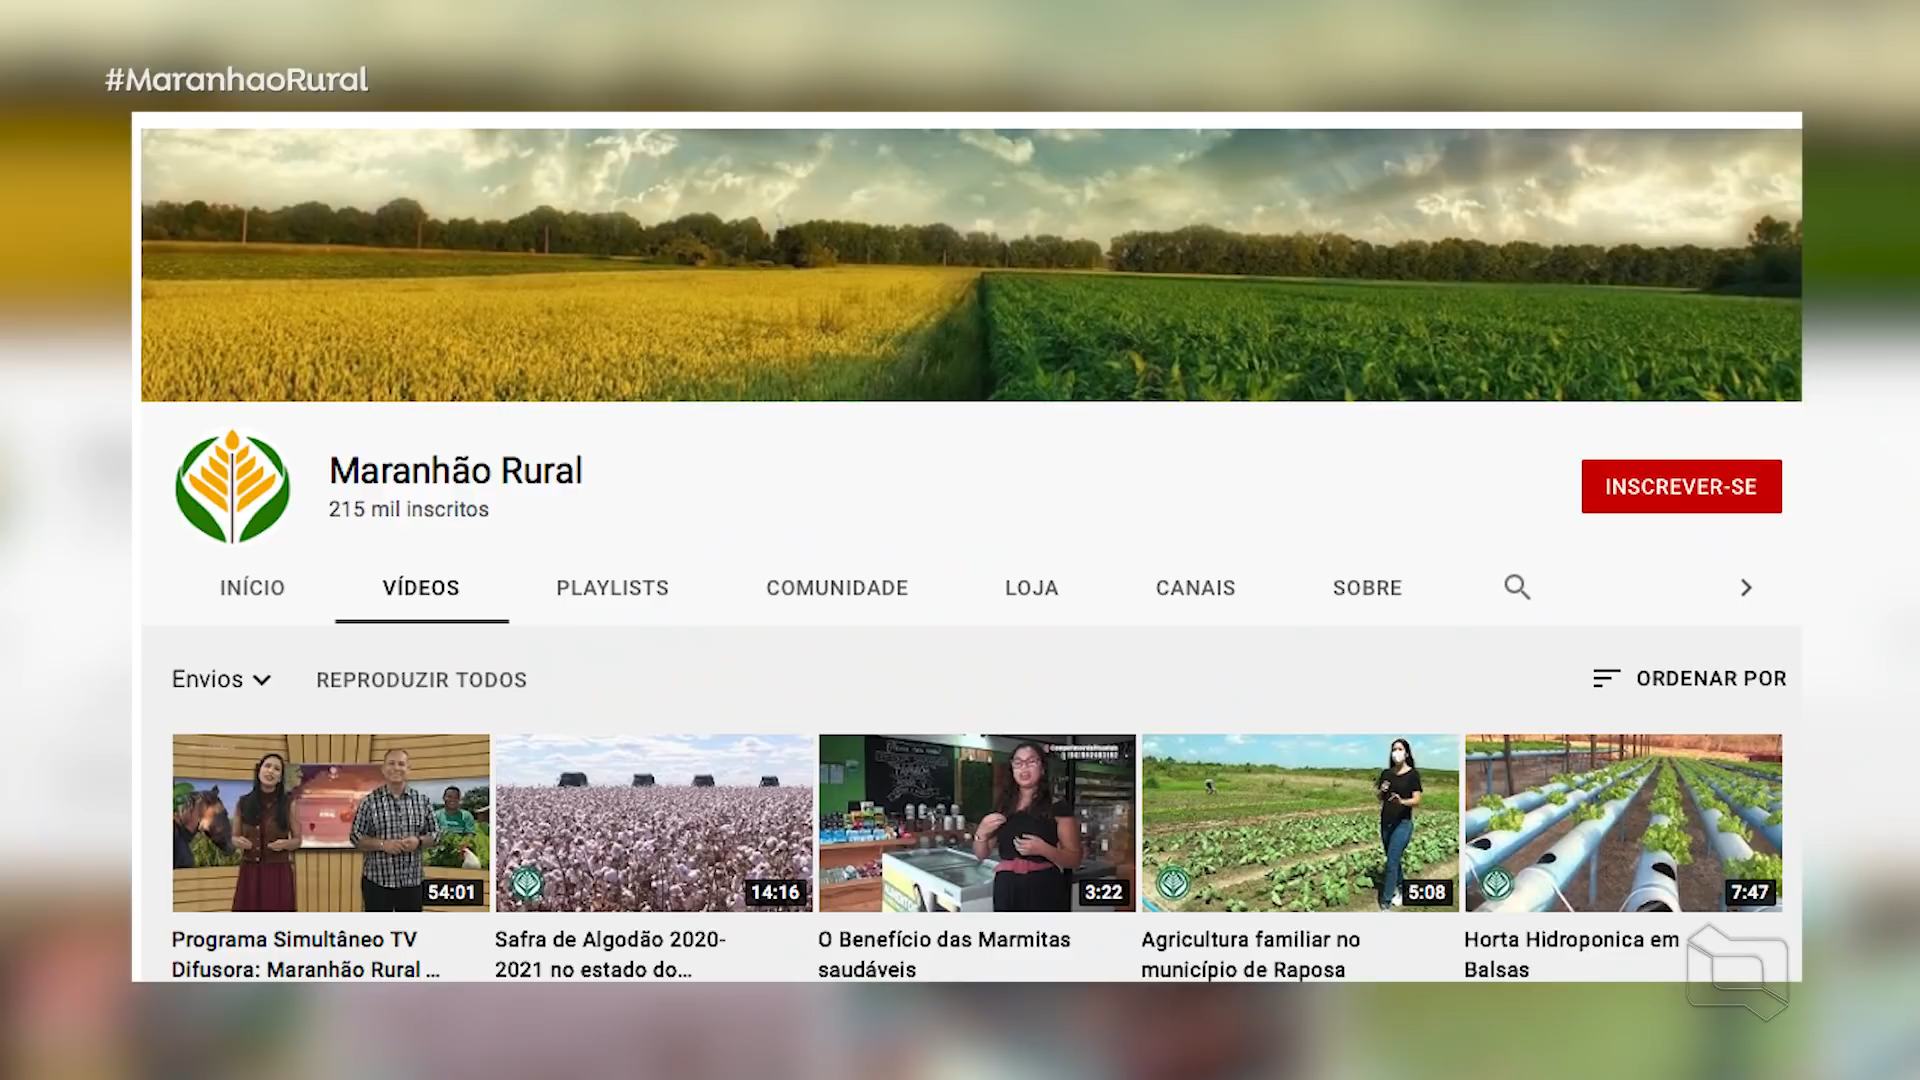 #MaranhaoRural
Maranhão Rural
215 mil inscritos
INSCREVER-SE
INÍCIO
VÍDEOS
PLAYLISTS
COMUNIDADE
LOJA
CANAIS
SOBRE
Envios
REPRODUZIR TODOS
ORDENAR POR
54:01
14:16
3:22
5:08
7:47
Programa Simultâneo TV
Difusora: Maranhão Rural ...
Safra de Algodão 2020-
2021 no estado do...
O Benefício das Marmitas
saudáveis
Agricultura familiar no
município de Raposa
Horta Hidroponica em
Balsas